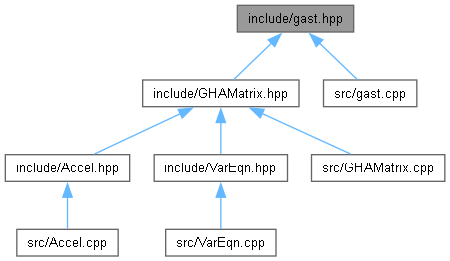 include/gast.hpp
include/GHAMatrix.hpp
src/gast.cpp
include/Accel.hpp
include/VarEqn.hpp
src/GHAMatrix.cpp
src/Accel.cpp
src/VarEqn.cpp